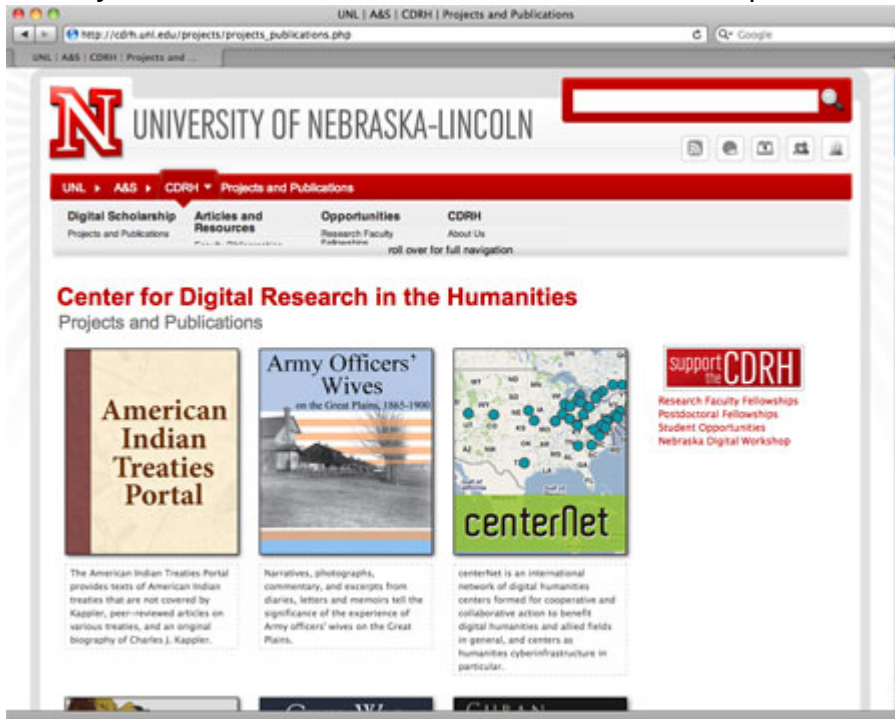 UNL | A&S | CDRH | Projects and Publications
http://cdrh.unl.edu/projects/projects_publications.php
Google
UNL | A&S | CDRH | Projects and ...
N UNIVERSITY OF NEBRASKA-LINCOLN
UNL A&S CDRH Projects and Publications
Digital Scholarship
Projects and Publications
Articles and
Resources
Opportunities
Research Faculty
Fellowships
CDRH
About Us
roll over for full navigation
Center for Digital Research in the Humanities
Projects and Publications
American
Indian
Treaties
Portal
The American Indian Treaties Portal
provides texts of American Indian
treaties that are not covered by
Kappler, peer-reviewed articles on
various treaties, and an original
biography of Charles J. Kappler.
Army Officers'
Wives
on the Great Plains, 1865-1900
Narratives, photographs,
commentary, and excerpts from
diaries, letters and memoirs tell the
significance of the experience of
Army officers' wives on the Great
Plains.
centerNet
centerNet is an international
network of digital humanities
centers formed for cooperative and
collaborative action to benefit
digital humanities and allied fields
in general, and centers as
humanities cyberinfrastructure in
particular.
support
the CDRH
Research Faculty Fellowships
Postdoctoral Fellowships
Student Opportunities
Nebraska Digital Workshop